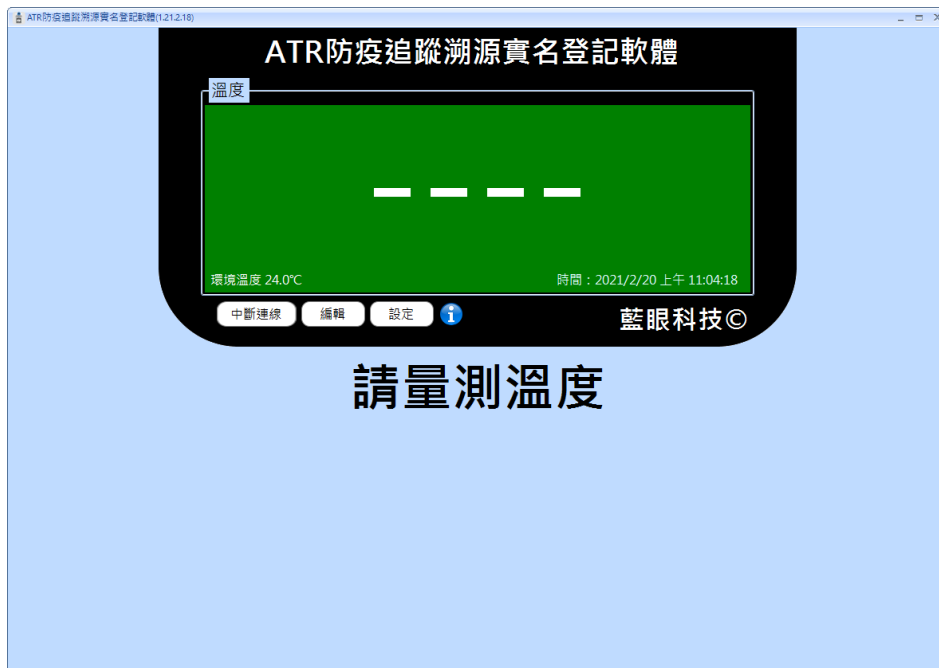 ATR防疫追蹤溯源實名登記軟體(1.21.2.18)
ATR防疫追蹤溯源實名登記軟體
溫度
– – – –
環境溫度 24.0℃
時間：2021/2/20 上午 11:04:18
中斷連線
編輯
設定
藍眼科技©
請量測溫度